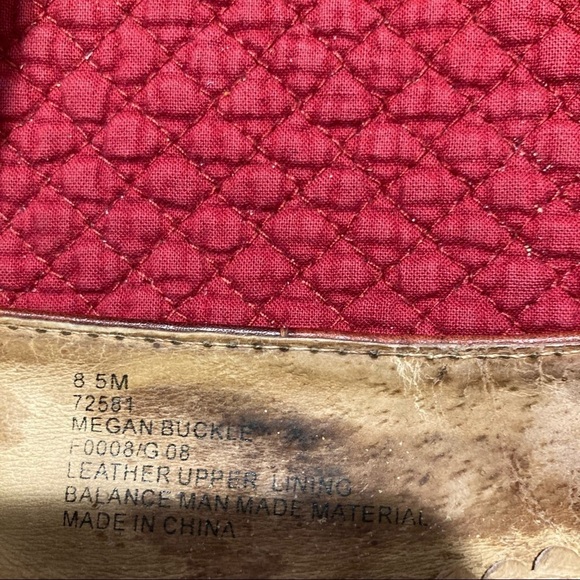 8 5M
72581
MEGAN BUCKLE
F0008/G 08
LEATHER UPPER LINING
BALANCE MAN MADE MATERIAL
MADE IN CHINA